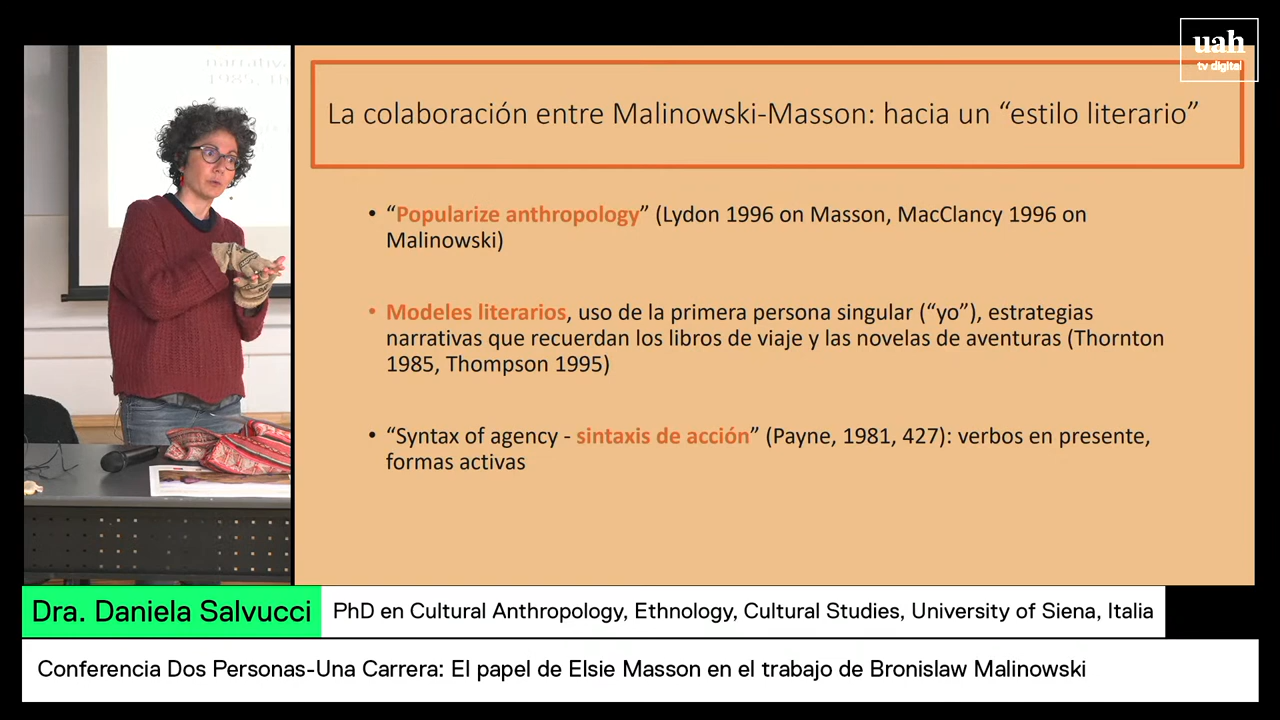 uah
tv digital
La colaboración entre Malinowski-Masson: hacia un “estilo literario”
• “Popularize anthropology” (Lydon 1996 on Masson, MacClancy 1996 on
Malinowski)
• Modeles literarios, uso de la primera persona singular (“yo”), estrategias
narrativas que recuerdan los libros de viaje y las novelas de aventuras (Thornton
1985, Thompson 1995)
• “Syntax of agency - sintaxis de acción” (Payne, 1981, 427): verbos en presente,
formas activas
Dra. Daniela Salvucci
PhD en Cultural Anthropology, Ethnology, Cultural Studies, University of Siena, Italia
Conferencia Dos Personas-Una Carrera: El papel de Elsie Masson en el trabajo de Bronislaw Malinowski